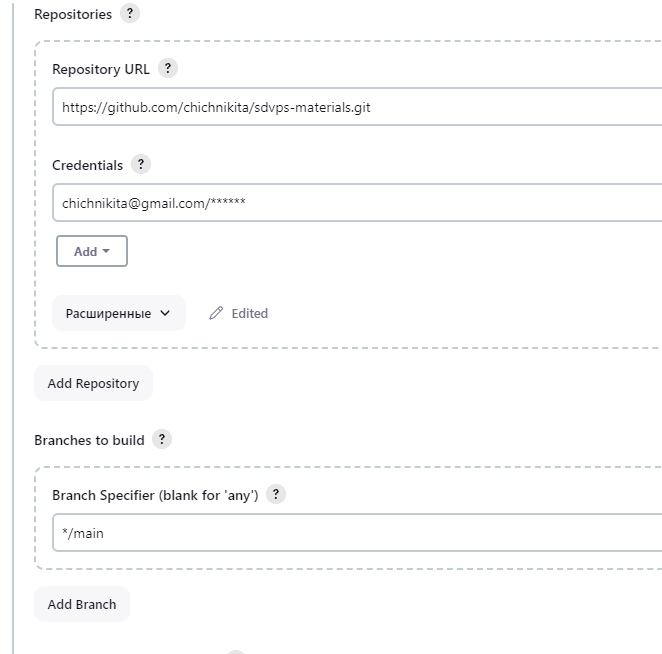 Repositories ?
Repository URL ?
https://github.com/chichnikita/sdvps-materials.git
Credentials ?
chichnikita@gmail.com/******
Add
Расширенные Edited
Add Repository
Branches to build ?
Branch Specifier (blank for 'any') ?
*/main
Add Branch